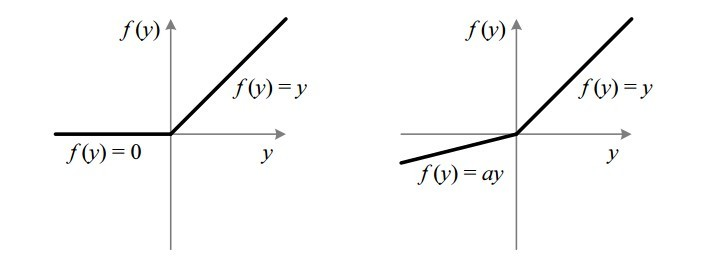 f(y)
f(y) = y
f(y) = 0
y
f(y)
f(y) = y
f(y) = ay
y